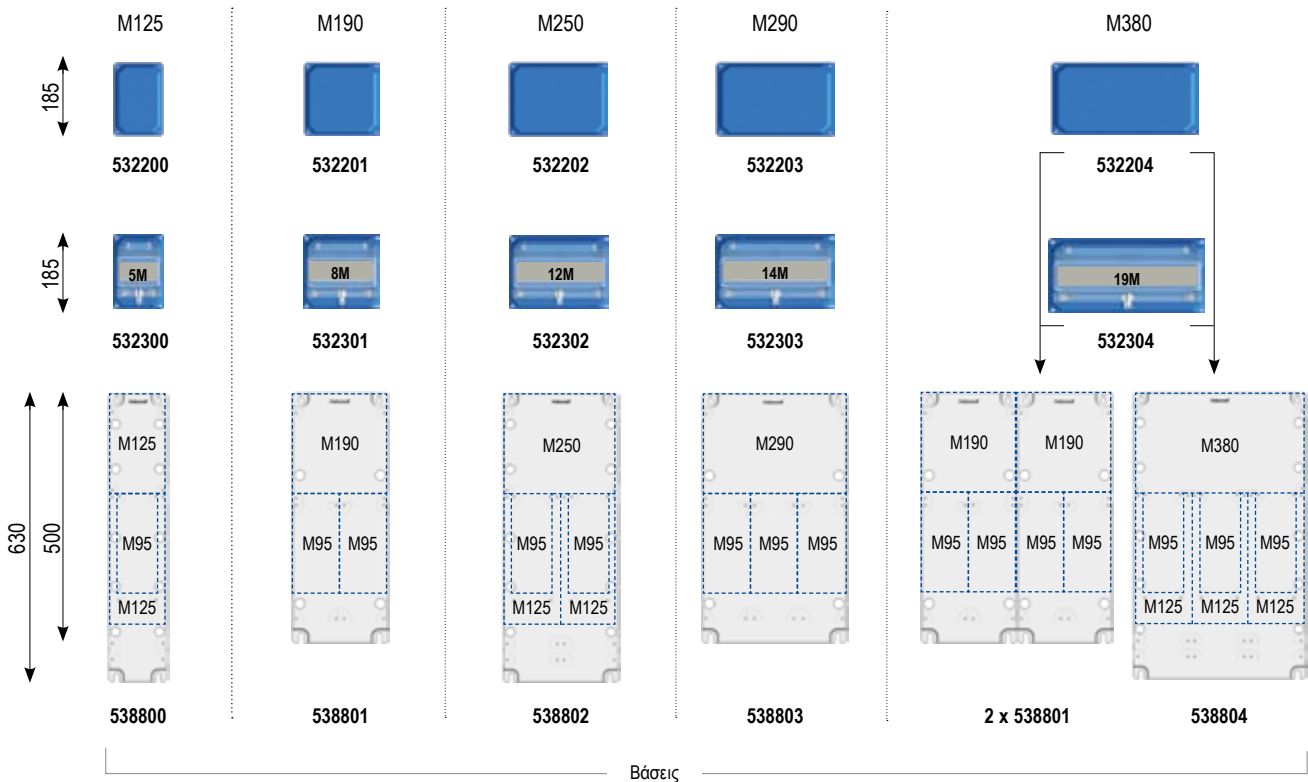 M125 M190 M250 M290 M380
185
532200 532201 532202 532203 532204
185
5M 8M 12M 14M 19M
532300 532301 532302 532303 532304
630
500
M125 M190 M250 M290 M190 M190 M380
M95 M95 M95 M95 M95 M95 M95 M95 M95 M95 M95 M95 M95 M95 M95
M125 M125 M125 M125 M125 M125
538800 538801 538802 538803 2 x 538801 538804
Βάσεις